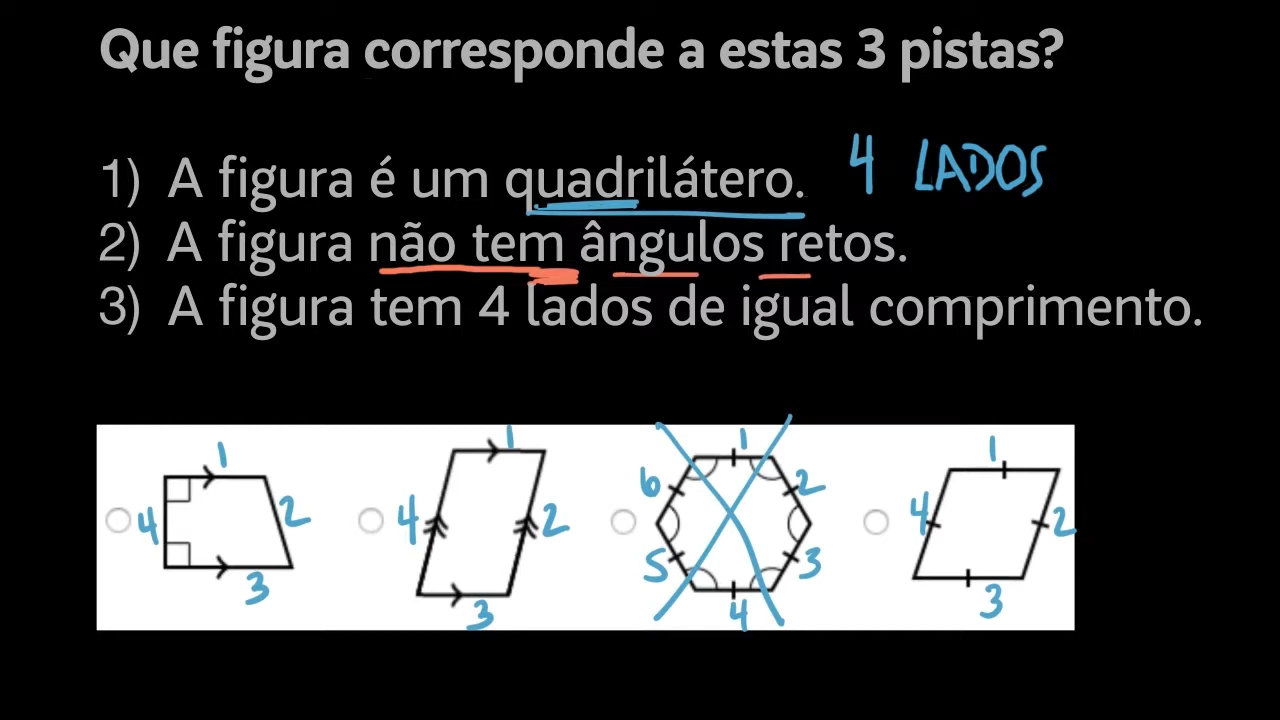 Que figura corresponde a estas 3 pistas?
1) A figura é um quadrilátero. 4 LADOS
2) A figura não tem ângulos retos.
3) A figura tem 4 lados de igual comprimento.
1 2 3 4
1 2 3 4
1 2 3 4 5 6
1 2 3 4